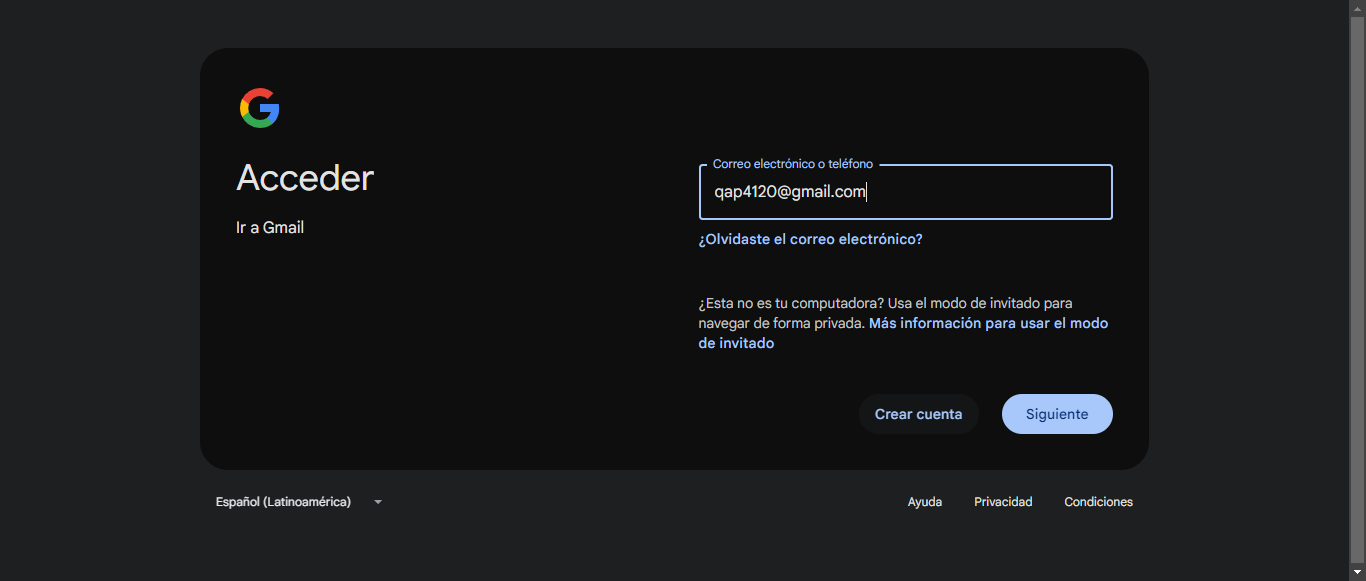 Acceder
Ir a Gmail
Correo electrónico o teléfono
qap4120@gmail.com
¿Olvidaste el correo electrónico?
¿Esta no es tu computadora? Usa el modo de invitado para
navegar de forma privada. Más información para usar el modo
de invitado
Crear cuenta
Siguiente
Español (Latinoamérica)
Ayuda
Privacidad
Condiciones